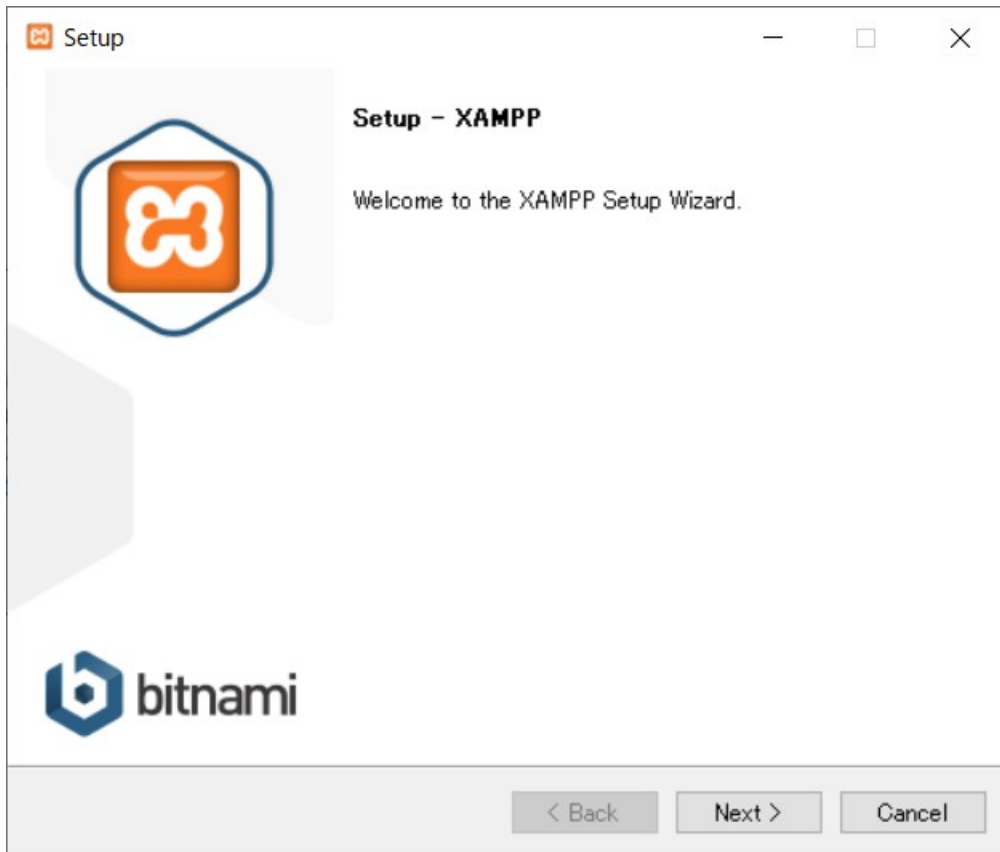 Setup
Setup - XAMPP
Welcome to the XAMPP Setup Wizard.
bitnami
< Back
Next >
Cancel